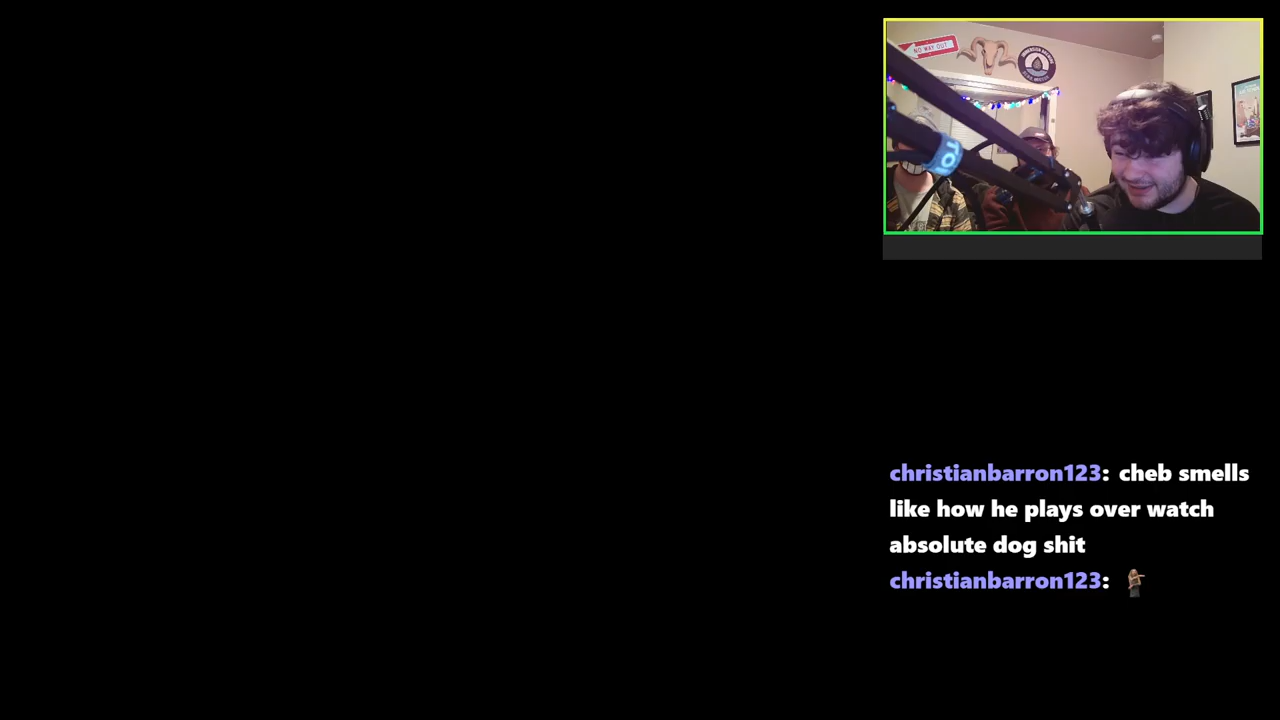 NO WAY OUT
christianbarron123: cheb smells
like how he plays over watch
absolute dog shit
christianbarron123: